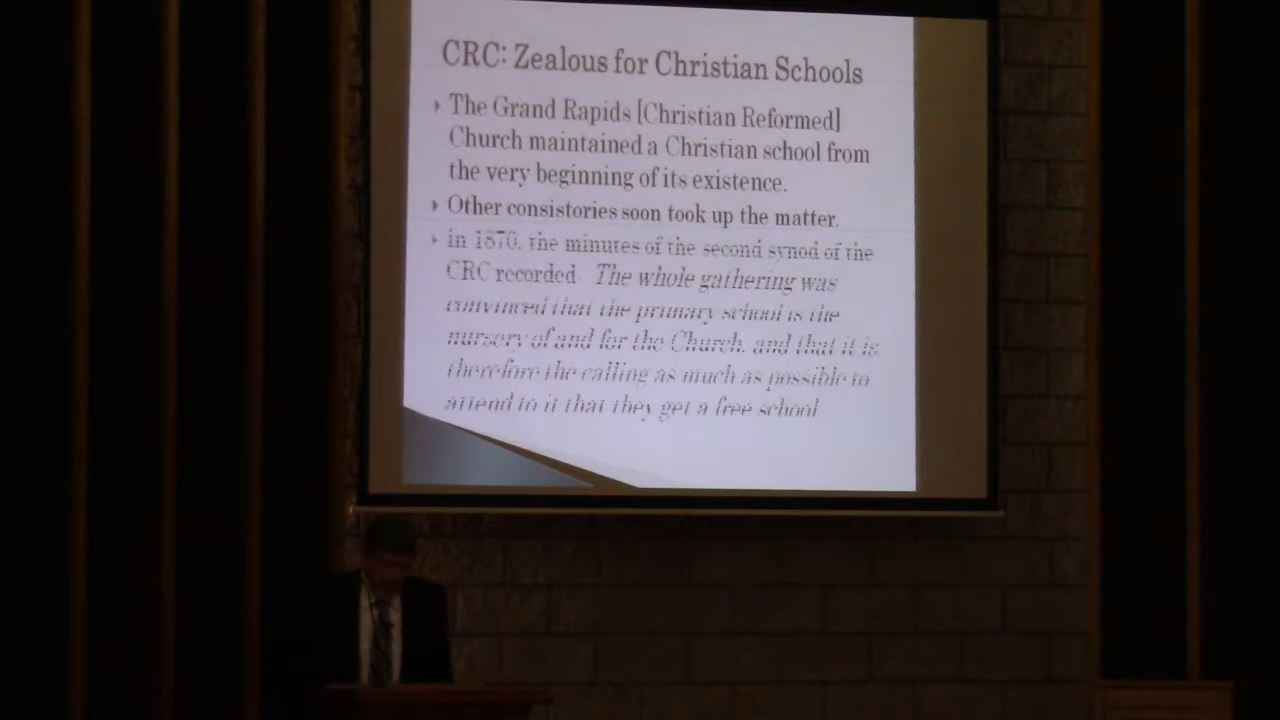 CRC: Zealous for Christian Schools
The Grand Rapids [Christian Reformed]
Church maintained a Christian school from
the very beginning of its existence.
Other consistories soon took up the matter.
in 1870, the minutes of the second synod of the
CRC recorded The whole gathering was
convinced that the primary school is the
nursery of and for the Church, and that it is
therefore the calling as much as possible to
attend to it that they get a free school